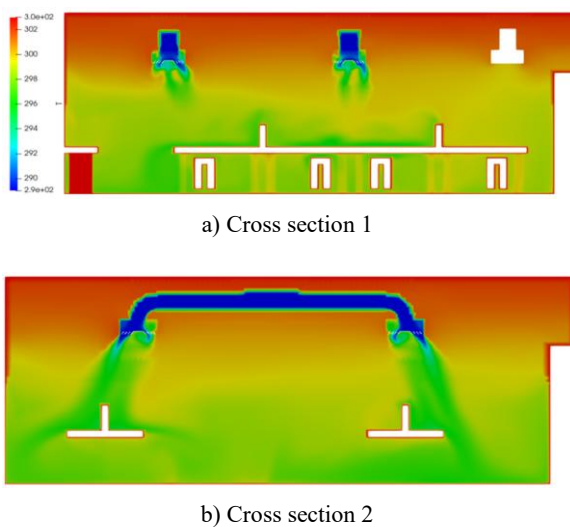 3.0e+02
302
300
298
296
294
292
290
2.9e+02
T
a) Cross section 1
b) Cross section 2